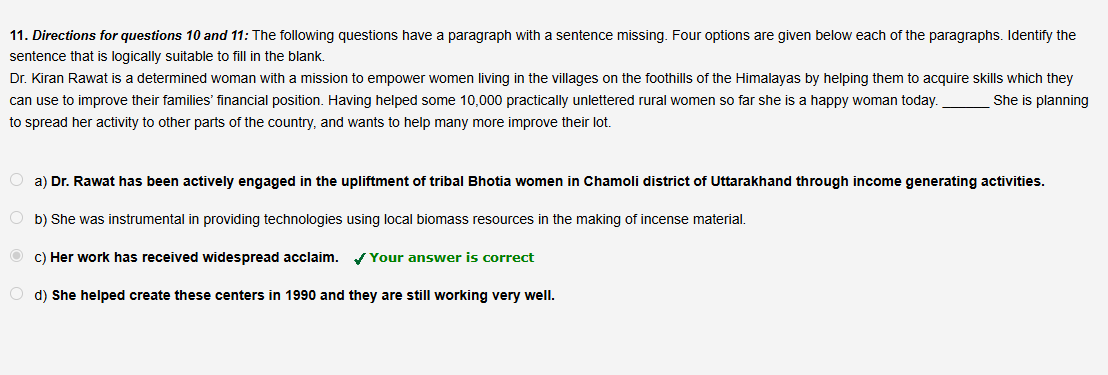 11. Directions for questions 10 and 11: The following questions have a paragraph with a sentence missing. Four options are given below each of the paragraphs. Identify the
sentence that is logically suitable to fill in the blank.
Dr. Kiran Rawat is a determined woman with a mission to empower women living in the villages on the foothills of the Himalayas by helping them to acquire skills which they
can use to improve their families' financial position. Having helped some 10,000 practically unlettered rural women so far she is a happy woman today. ______ She is planning
to spread her activity to other parts of the country, and wants to help many more improve their lot.
a) Dr. Rawat has been actively engaged in the upliftment of tribal Bhotia women in Chamoli district of Uttarakhand through income generating activities.
b) She was instrumental in providing technologies using local biomass resources in the making of incense material.
c) Her work has received widespread acclaim. ✓ Your answer is correct
d) She helped create these centers in 1990 and they are still working very well.